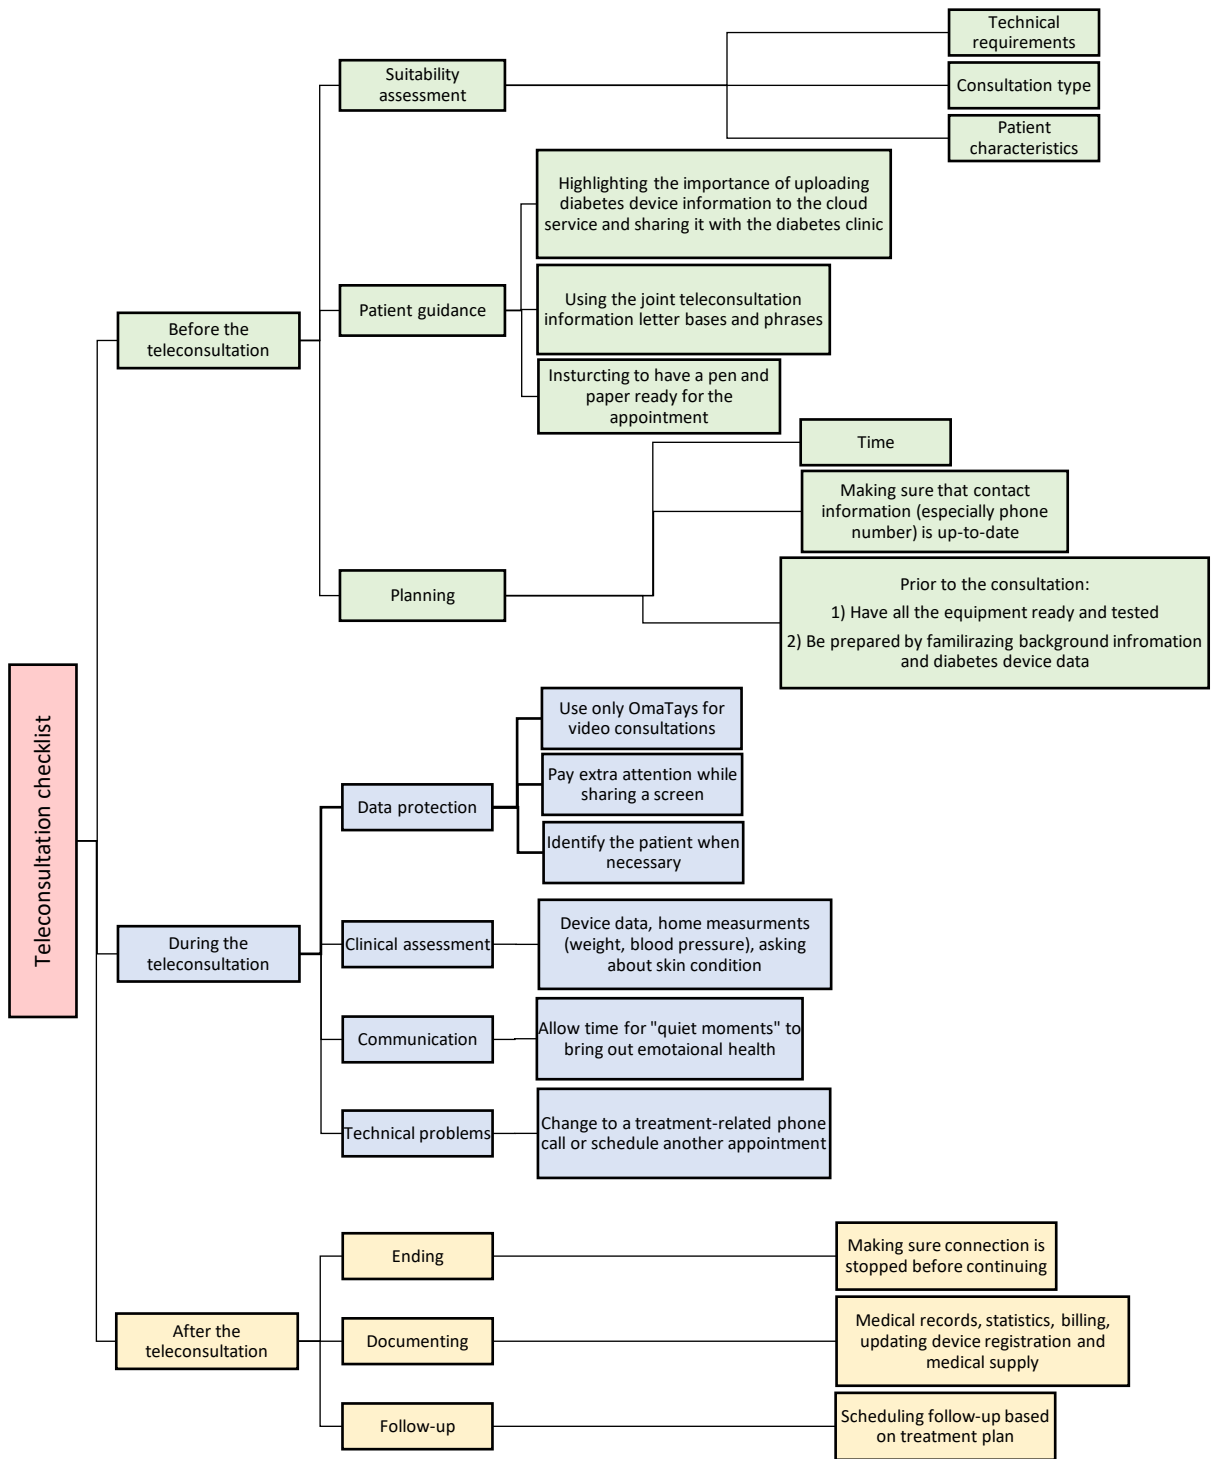 Teleconsultation checklist
Before the
teleconsultation
Suitability
assessment
Technical
requirements
Consultation type
Patient
characteristics
Patient guidance
Highlighting the importance of uploading
diabetes device information to the cloud
service and sharing it with the diabetes clinic
Using the joint teleconsultation
information letter bases and phrases
Insturcting to have a pen and
paper ready for the
appointment
Planning
Time
Making sure that contact
information (especially phone
number) is up-to-date
Prior to the consultation:
1) Have all the equipment ready and tested
2) Be prepared by familirazing background infromation
and diabetes device data
During the
teleconsultation
Data protection
Use only OmaTays for
video consultations
Pay extra attention while
sharing a screen
Identify the patient when
necessary
Clinical assessment
Device data, home measurments
(weight, blood pressure), asking
about skin condition
Communication
Allow time for "quiet moments" to
bring out emotaional health
Technical problems
Change to a treatment-related phone
call or schedule another appointment
After the
teleconsultation
Ending
Making sure connection is
stopped before continuing
Documenting
Medical records, statistics, billing,
updating device registration and
medical supply
Follow-up
Scheduling follow-up based
on treatment plan